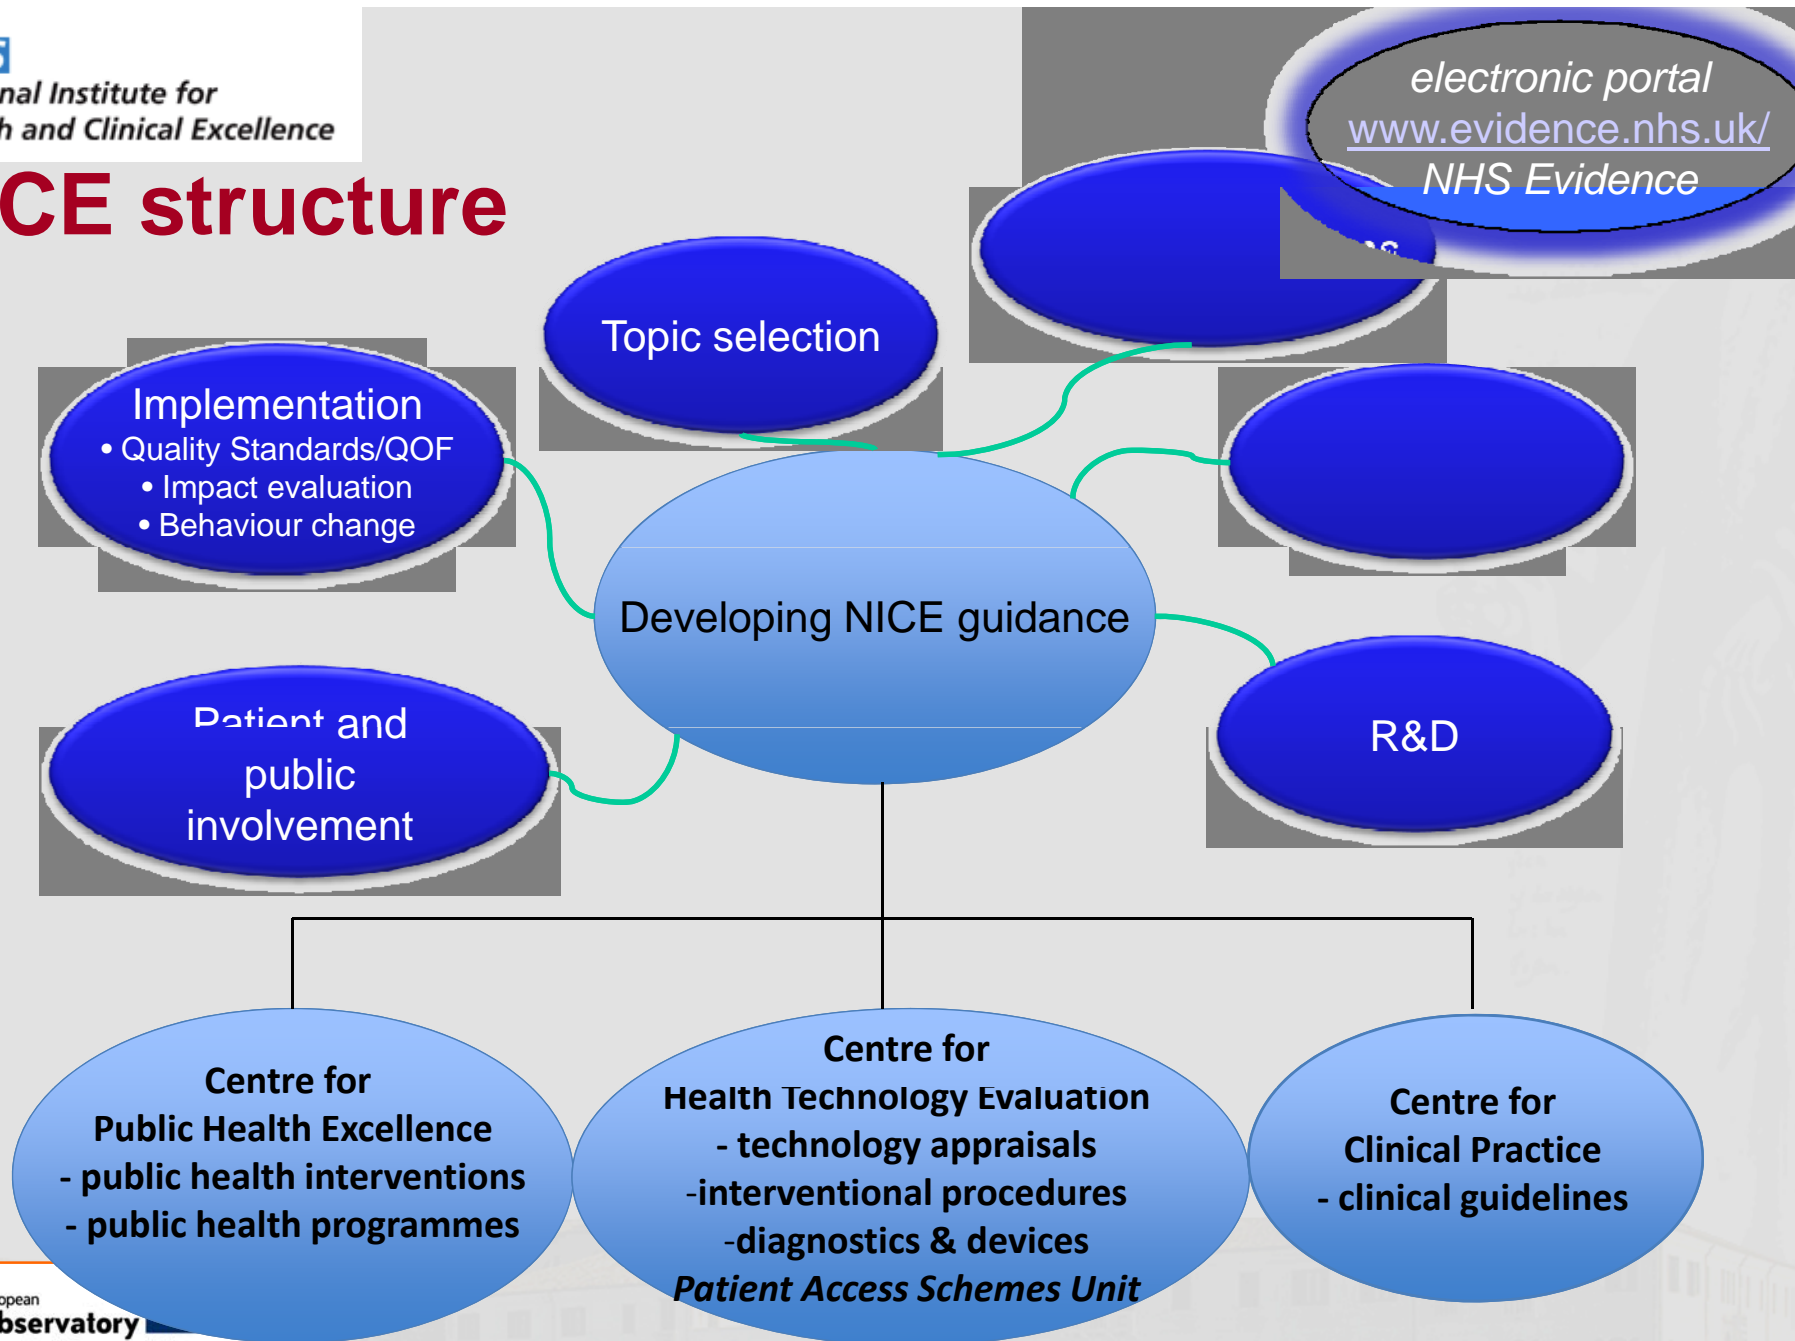 nal Institute for
h and Clinical Excellence
CE structure
electronic portal
www.evidence.nhs.uk/
NHS Evidence
Topic selection
Implementation
• Quality Standards/QOF
• Impact evaluation
• Behaviour change
Developing NICE guidance
Patient and
public
involvement
R&D
Centre for
Public Health Excellence
- public health interventions
- public health programmes
Centre for
Health Technology Evaluation
- technology appraisals
-interventional procedures
-diagnostics & devices
Patient Access Schemes Unit
Centre for
Clinical Practice
- clinical guidelines
opean
bservatory